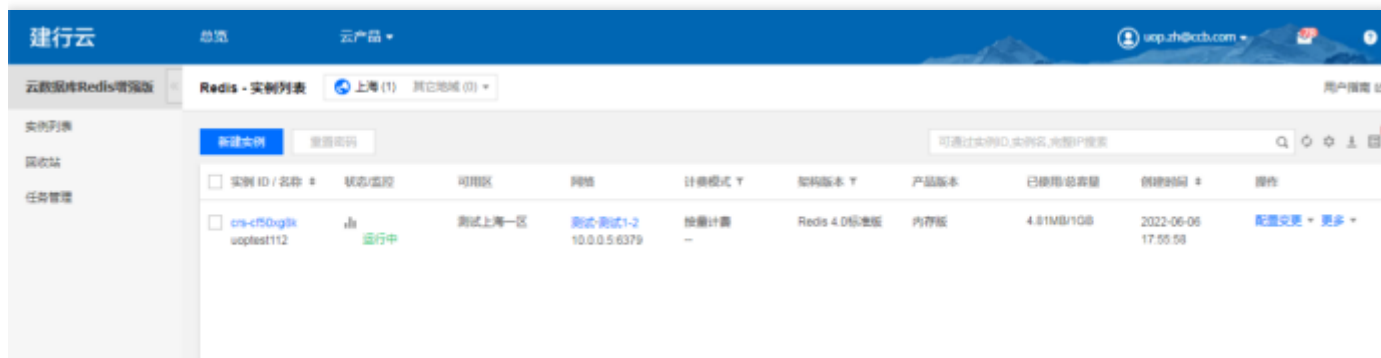 建行云
总览
云产品
uop.zh@ccb.com
云数据库Redis增强版
Redis - 实例列表
上海 (1)
其它地域 (0)
用户指南
实例列表
回收站
任务管理
新建实例
重置密码
可通过实例ID,实例名,完整IP搜索
实例 ID / 名称
状态/监控
可用区
网络
计费模式
架构版本
产品版本
已使用/总容量
创建时间
操作
运行中
测试上海一区
测试-测试1-2
按量计费
Redis 4.0标准版
内存版
4.81MB/1GB
2022-06-06
配置变更
更多
uoptest112
10.0.0.5:6379
--
17:55:58